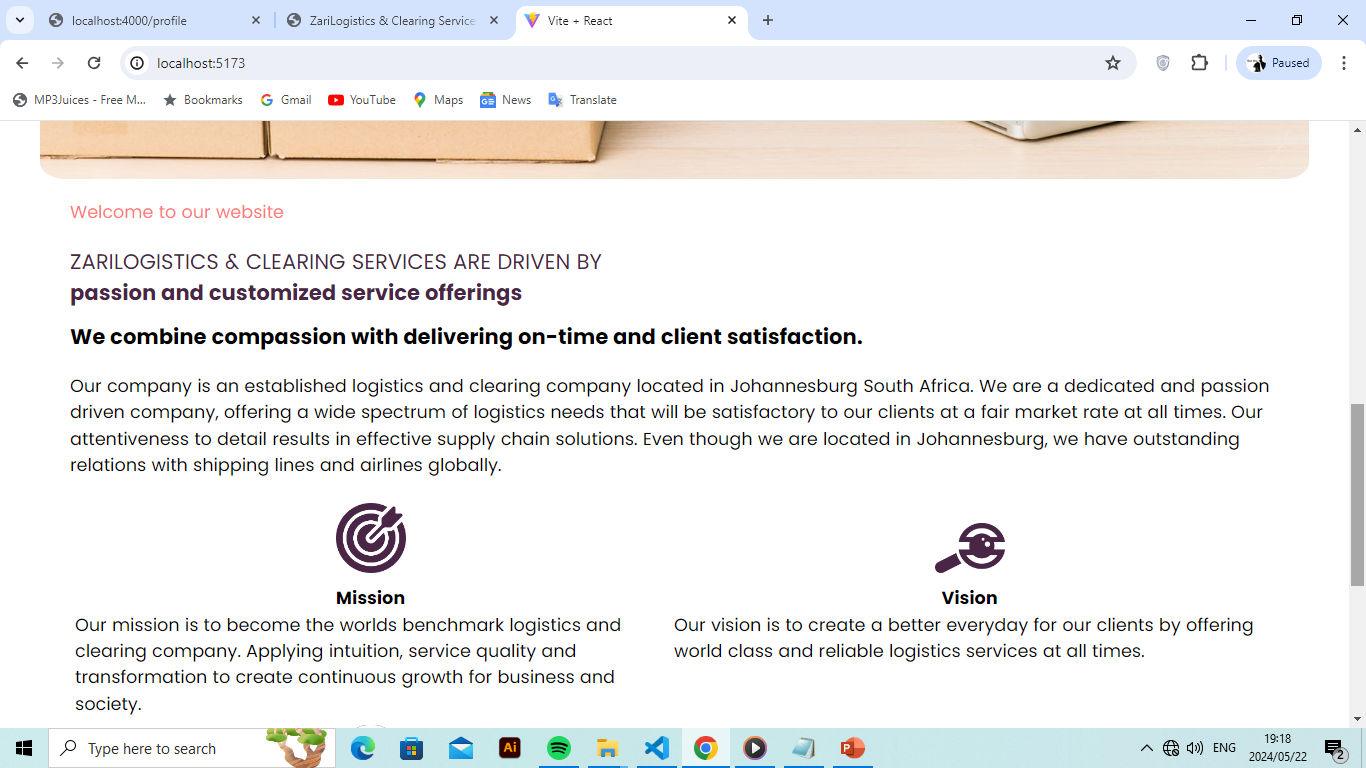 localhost:4000/profile
ZariLogistics & Clearing Service
Vite + React
localhost:5173
Paused
MP3Juices - Free M...
Bookmarks
Gmail
YouTube
Maps
News
Translate
Welcome to our website
ZARILOGISTICS & CLEARING SERVICES ARE DRIVEN BY
passion and customized service offerings
We combine compassion with delivering on-time and client satisfaction.
Our company is an established logistics and clearing company located in Johannesburg South Africa. We are a dedicated and passion
driven company, offering a wide spectrum of logistics needs that will be satisfactory to our clients at a fair market rate at all times. Our
attentiveness to detail results in effective supply chain solutions. Even though we are located in Johannesburg, we have outstanding
relations with shipping lines and airlines globally.
Mission
Our mission is to become the worlds benchmark logistics and
clearing company. Applying intuition, service quality and
transformation to create continuous growth for business and
society.
Vision
Our vision is to create a better everyday for our clients by offering
world class and reliable logistics services at all times.
Type here to search
Ai
ENG
19:18
2024/05/22
2